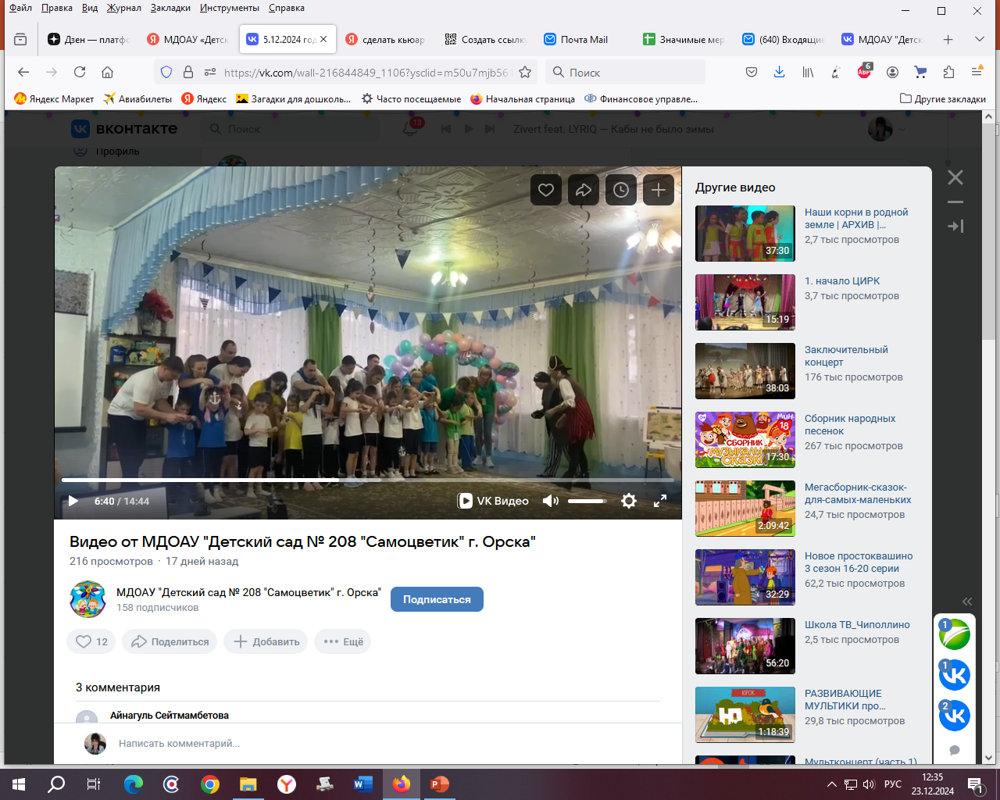 Файл Правка Вид Журнал Закладки Инструменты Справка
Дзен — платфо
МДОАУ «Детск
5.12.2024 год
сделать кьюар
Создать ссылку
Почта Mail
Значимые мер
(640) Входящие
МДОАУ "Детск
https://vk.com/wall-216844849_1106?ysclid=m50u7mjb561
Поиск
ABP
6
Яндекс Маркет
Авиабилеты
Яндекс
Загадки для дошколь...
Часто посещаемые
Начальная страница
Финансовое управле...
Другие закладки
вконтакте
Поиск
13
Zivert feat. LYRIQ — Кабы не было зимы
Профиль
6:40 / 14:44
VK Видео
Видео от МДОАУ "Детский сад № 208 "Самоцветик" г. Орска"
216 просмотров · 17 дней назад
МДОАУ "Детский сад № 208 "Самоцветик" г. Орска"
158 подписчиков
Подписаться
12
Поделиться
Добавить
Ещё
3 комментария
Айнагуль Сейтмамбетова
Написать комментарий...
Другие видео
37:30
Наши корни в родной
земле | АРХИВ |...
2,7 тыс просмотров
15:19
1. начало ЦИРК
3,7 тыс просмотров
38:03
Заключительный
концерт
176 тыс просмотров
МИН
18
СБОРНИК
МУЗЫКАЛЬНЫЕ
СКАЗКИ
17:30
Сборник народных
песенок
267 тыс просмотров
2:09:42
Мегасборник-сказок-
для-самых-маленьких
24,7 тыс просмотров
32:29
Новое простоквашино
3 сезон 16-20 серии
62,2 тыс просмотров
56:20
Школа ТВ_Чиполлино
2,5 тыс просмотров
1:18:39
РАЗВИВАЮЩИЕ
МУЛЬТИКИ про...
29,8 тыс просмотров
Мультконцерт (часть 1)
1
1
2
РУС
12:35
23.12.2024
1